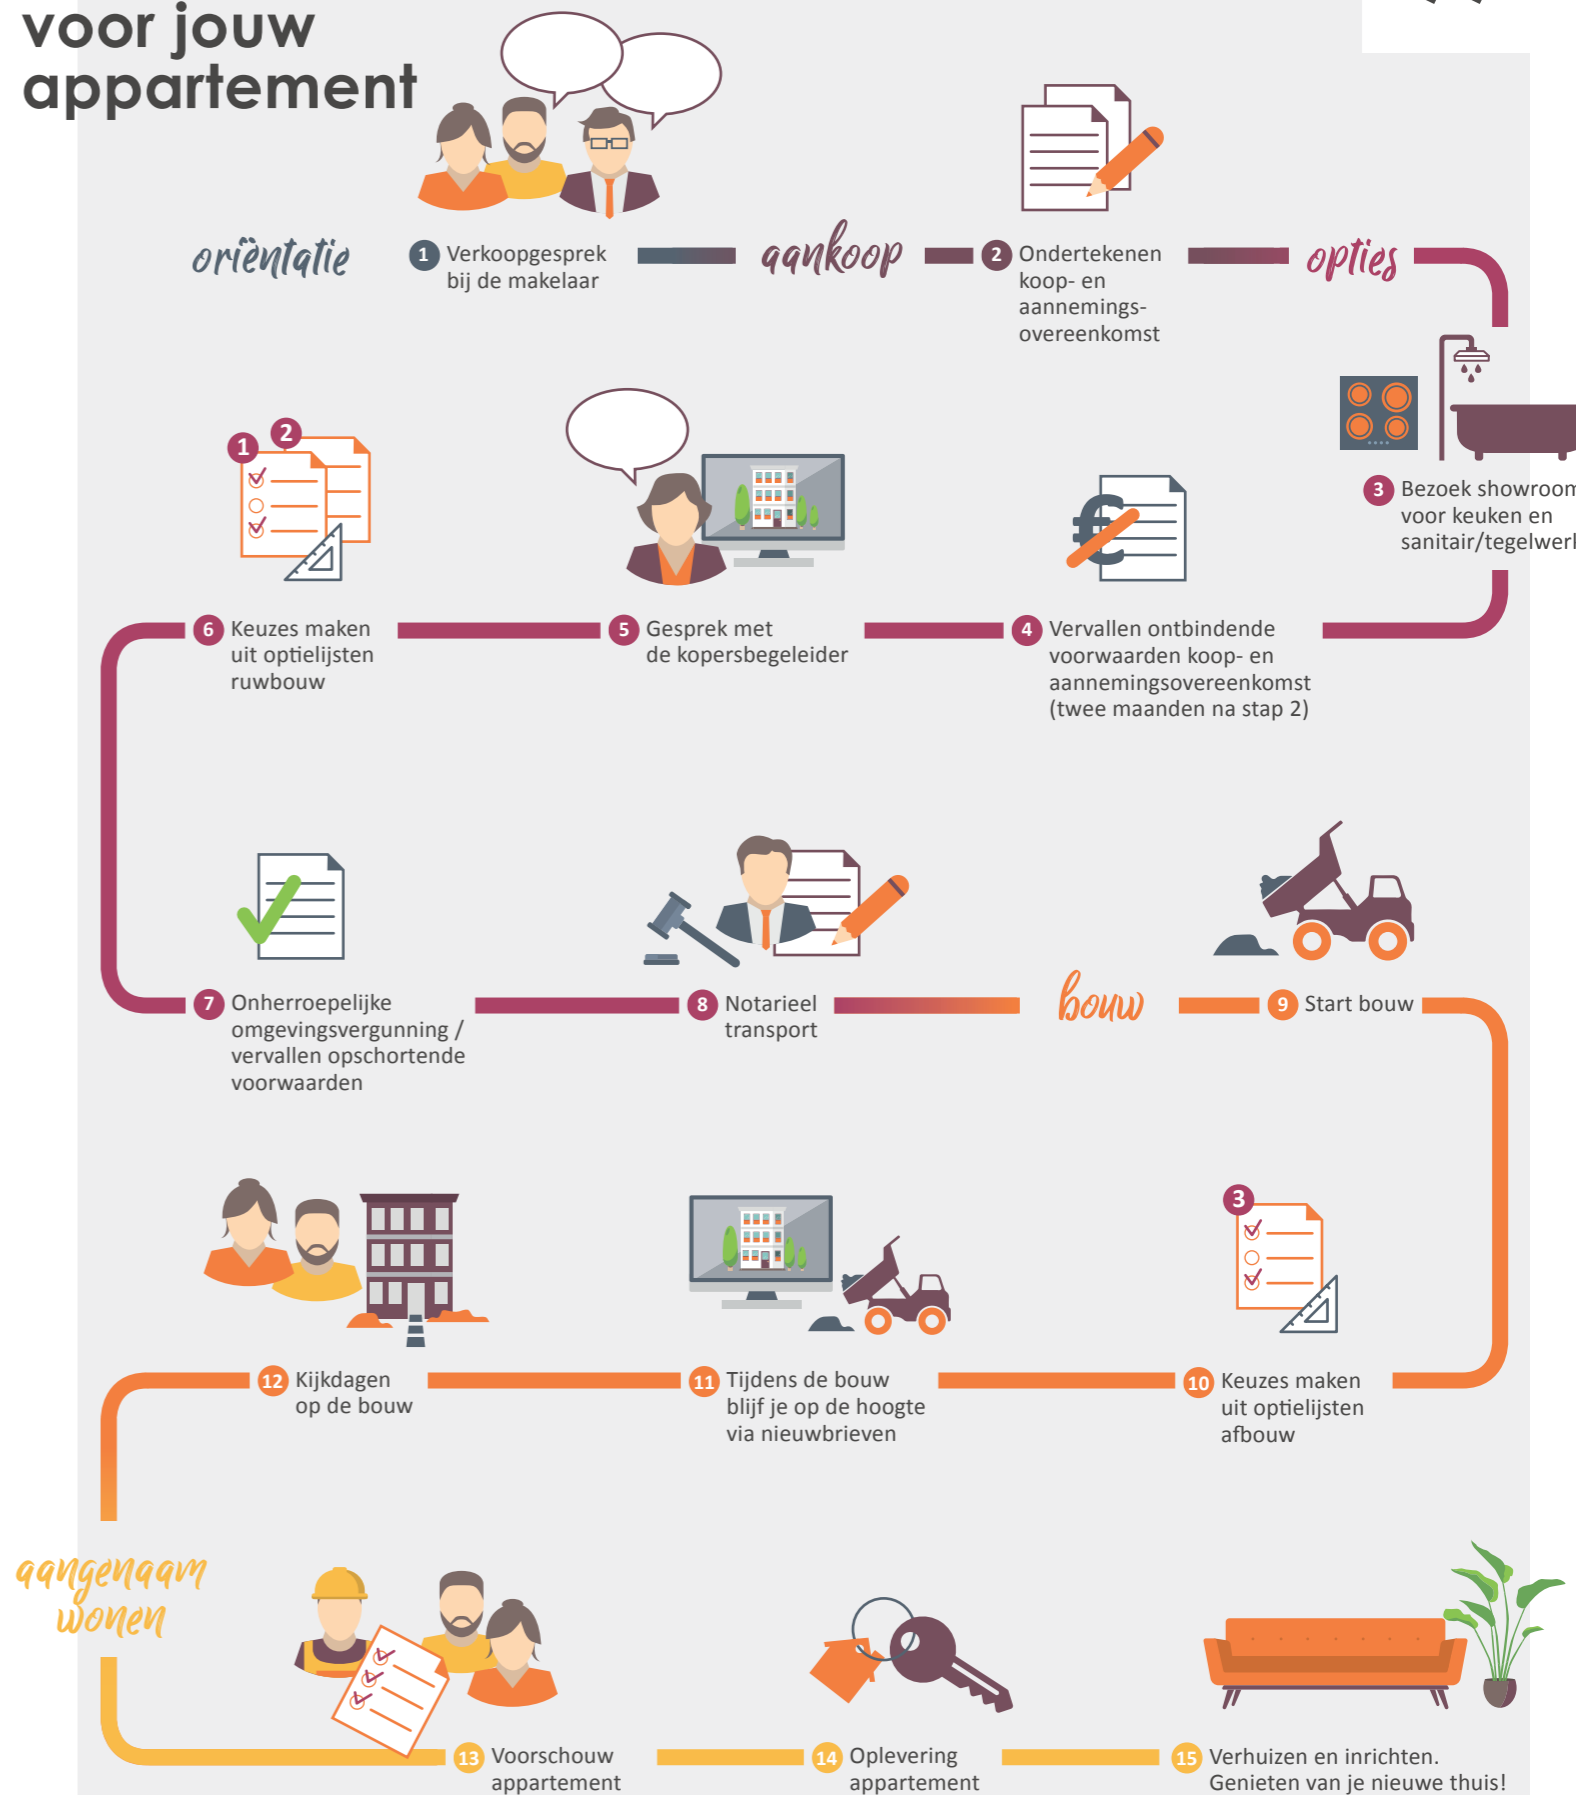 voor jouw
appartement
oriëntatie
1 Verkoopgesprek
bij de makelaar
aankoop
2 Ondertekenen
koop- en
aannemings-
overeenkomst
opties
3 Bezoek showroom
voor keuken en
sanitair/tegelwerk
4 Vervallen ontbindende
voorwaarden koop- en
aannemingsovereenkomst
(twee maanden na stap 2)
€
5 Gesprek met
de kopersbegeleider
1 2
6 Keuzes maken
uit optielijsten
ruwbouw
7 Onherroepelijke
omgevingsvergunning /
vervallen opschortende
voorwaarden
8 Notarieel
transport
bouw
9 Start bouw
3
10 Keuzes maken
uit optielijsten
afbouw
11 Tijdens de bouw
blijf je op de hoogte
via nieuwbrieven
12 Kijkdagen
op de bouw
aangenaam
wonen
13 Voorschouw
appartement
14 Oplevering
appartement
15 Verhuizen en inrichten.
Genieten van je nieuwe thuis!